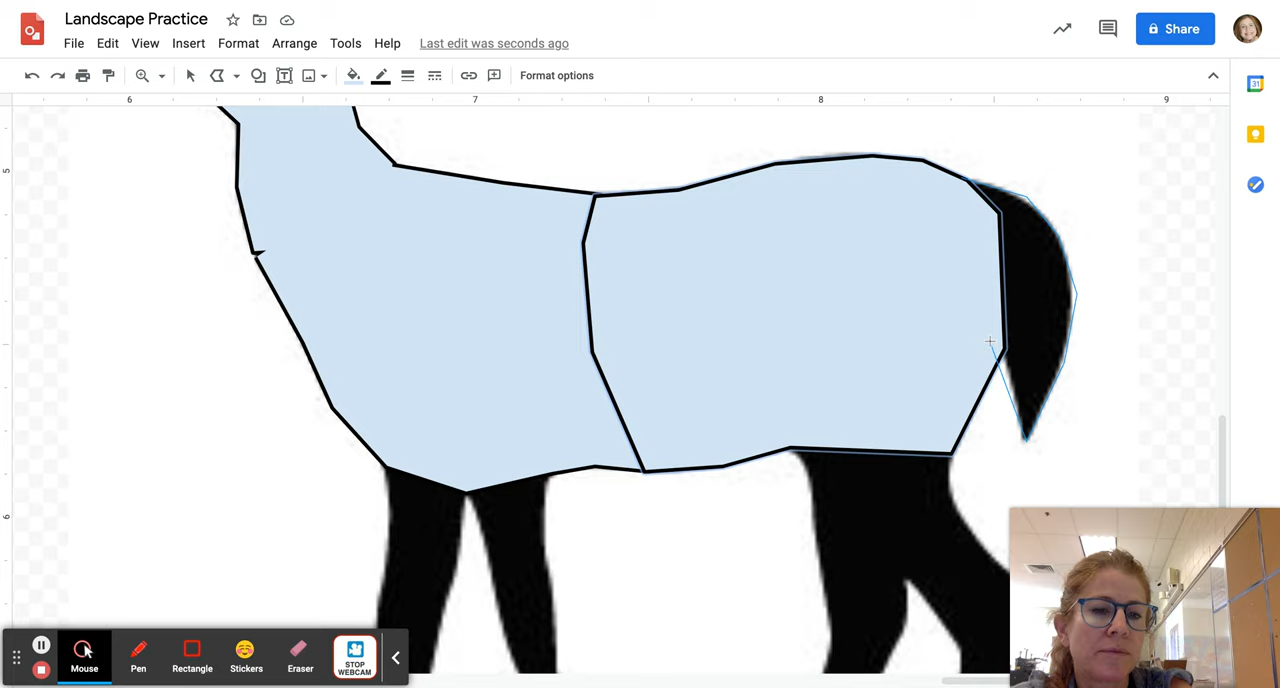 Landscape Practice
File Edit View Insert Format Arrange Tools Help Last edit was seconds ago
Share
Format options
6 7 8 9
5
6
31
Mouse Pen Rectangle Stickers Eraser STOP WEBCAM